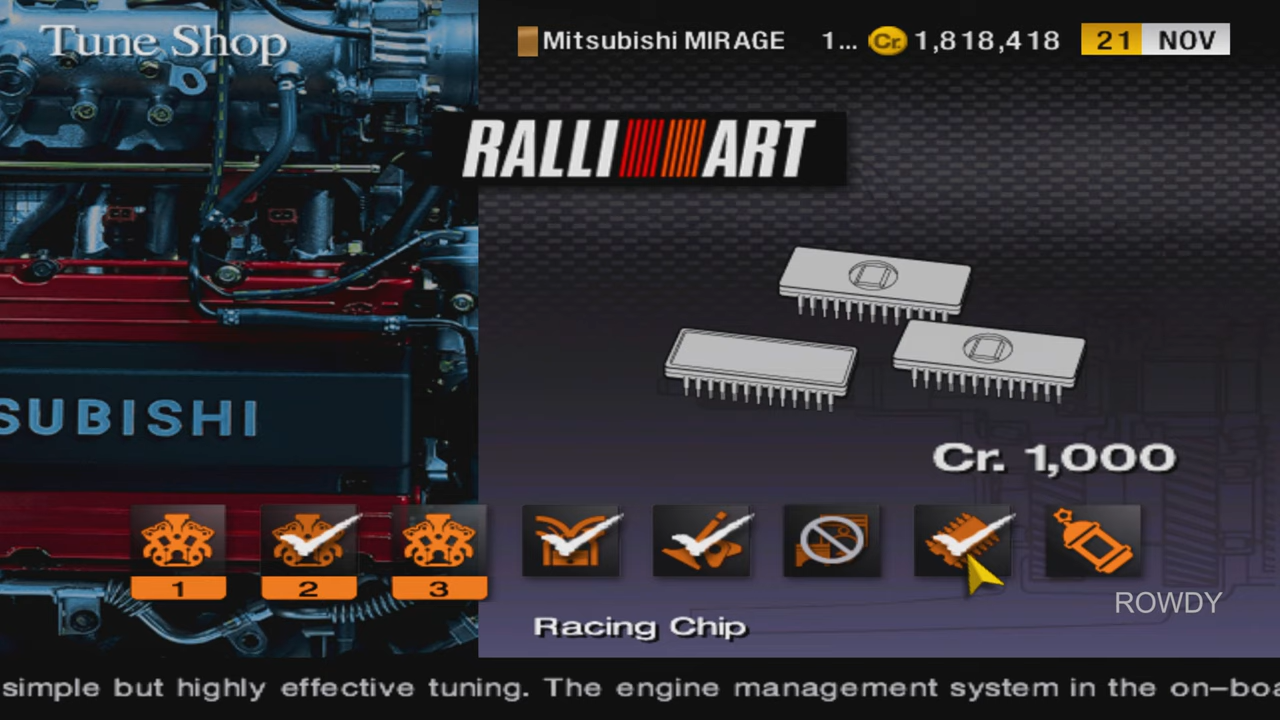 Tune Shop
Mitsubishi MIRAGE 1... Cr. 1,818,418 21 NOV
RALLI ART
SUBISHI
Cr. 1,000
1 2 3
ROWDY
Racing Chip
simple but highly effective tuning. The engine management system in the on-boa